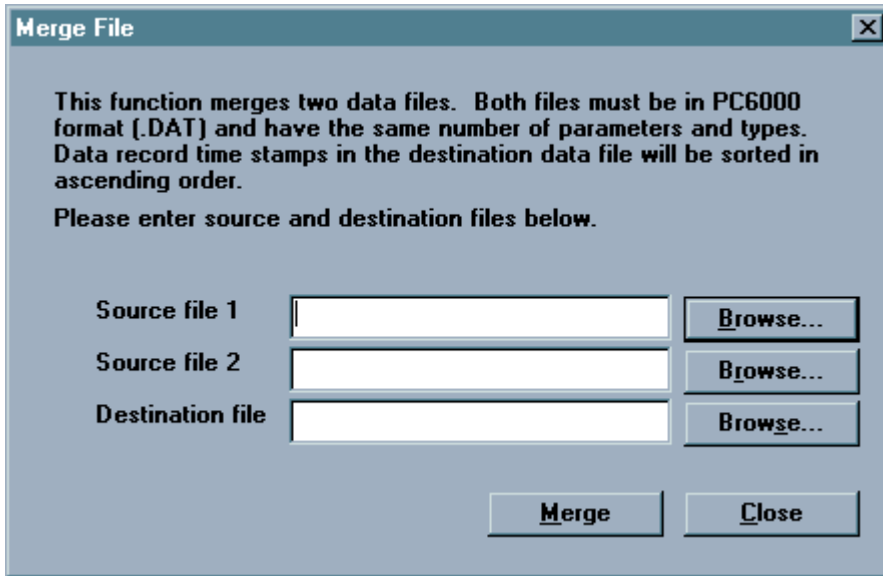 Merge File
This function merges two data files.  Both files must be in PC6000
format (.DAT) and have the same number of parameters and types.
Data record time stamps in the destination data file will be sorted in
ascending order.
Please enter source and destination files below.
Source file 1
Browse...
Source file 2
Browse...
Destination file
Browse...
Merge
Close